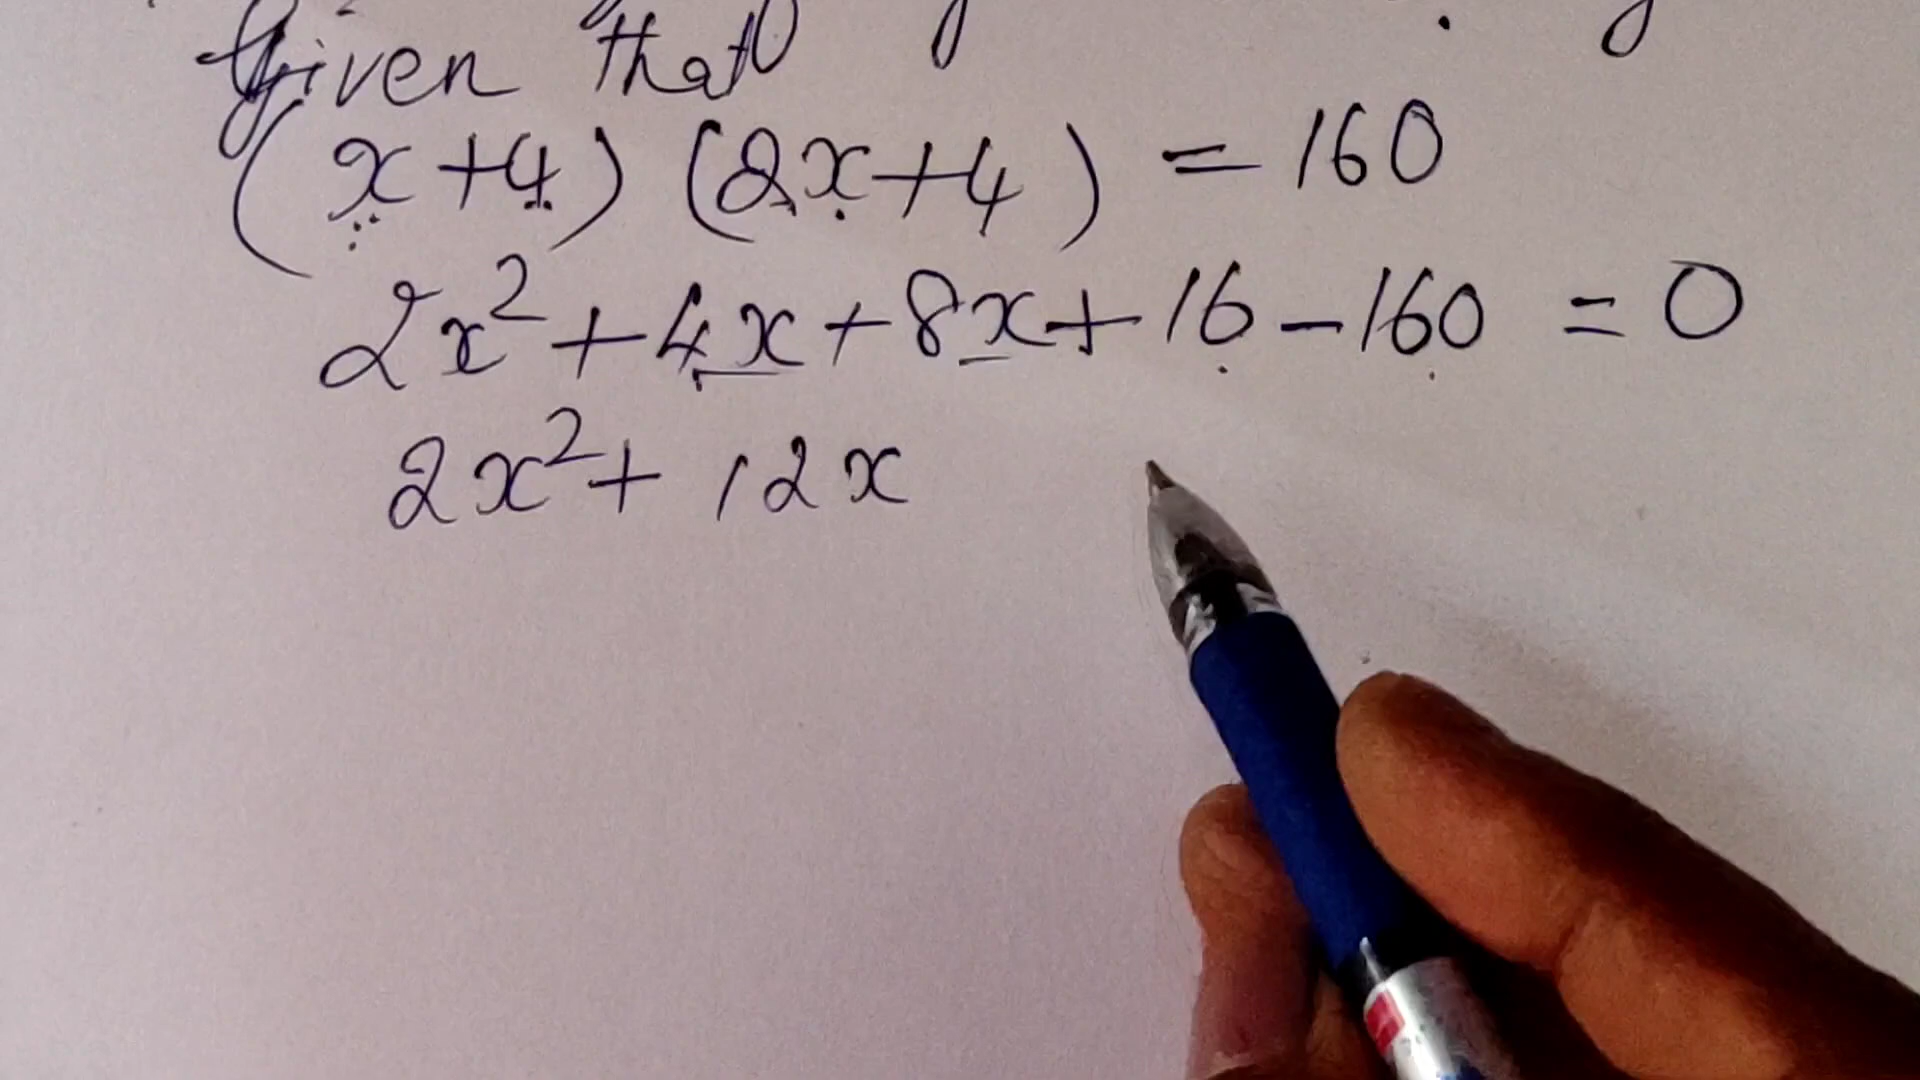 Given that
(x+4) (2x+4) = 160
2x² + 4x + 8x + 16 - 160 = 0
2x² + 12x